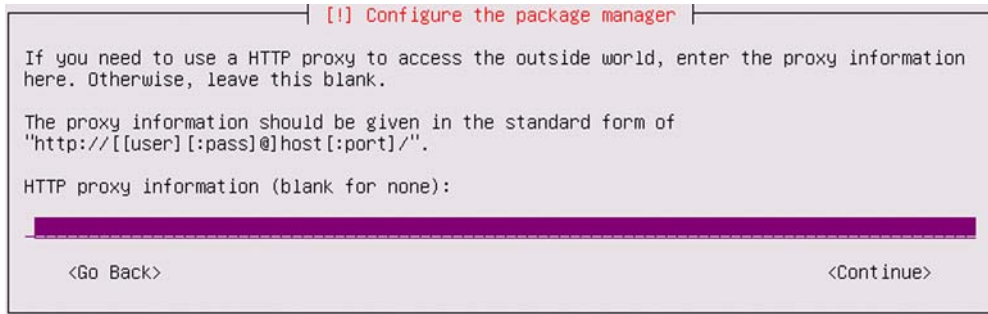 [!] Configure the package manager
If you need to use a HTTP proxy to access the outside world, enter the proxy information
here. Otherwise, leave this blank.
The proxy information should be given in the standard form of
"http://[[user][:pass]@]host[:port]/".
HTTP proxy information (blank for none):
<Go Back> <Continue>